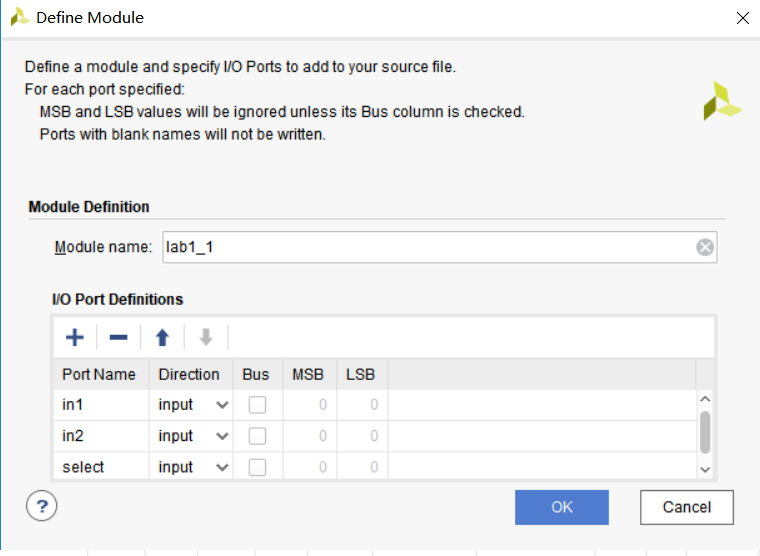 Define Module
Define a module and specify I/O Ports to add to your source file.
For each port specified:
MSB and LSB values will be ignored unless its Bus column is checked.
Ports with blank names will not be written.
Module Definition
Module name: lab1_1
I/O Port Definitions
Port Name Direction Bus MSB LSB
in1 input 0 0
in2 input 0 0
select input 0 0
? OK Cancel